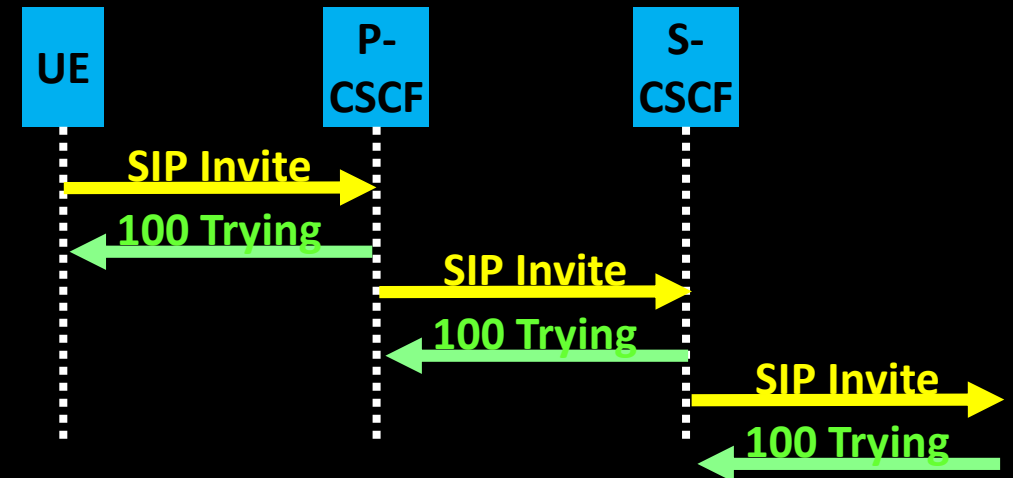 UE
P-
CSCF
S-
CSCF
SIP Invite
100 Trying
SIP Invite
100 Trying
SIP Invite
100 Trying